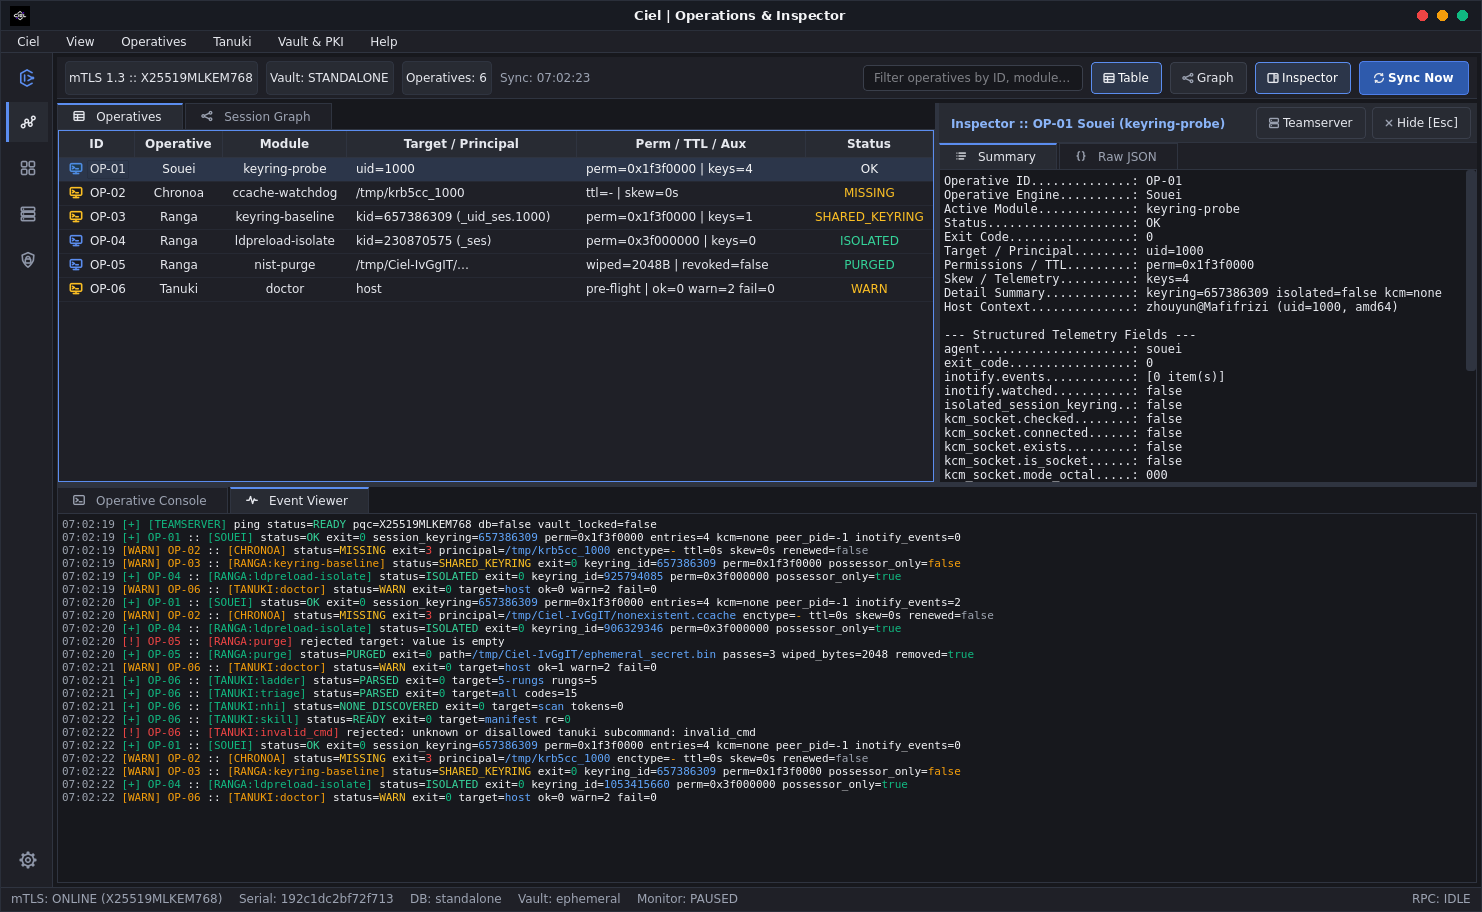 Ciel | Operations & Inspector
Ciel View Operatives Tanuki Vault & PKI Help
mTLS 1.3 :: X25519MLKEM768 Vault: STANDALONE Operatives: 6 Sync: 07:02:23 Filter operatives by ID, module... Table Graph Inspector Sync Now
Operatives Session Graph
ID Operative Module Target / Principal Perm / TTL / Aux Status
OP-01 Souei keyring-probe uid=1000 perm=0x1f3f0000 | keys=4 OK
OP-02 Chronoa ccache-watchdog /tmp/krb5cc_1000 ttl=- | skew=0s MISSING
OP-03 Ranga keyring-baseline kid=657386309 (_uid_ses.1000) perm=0x1f3f0000 | keys=1 SHARED_KEYRING
OP-04 Ranga ldpreload-isolate kid=230870575 (_ses) perm=0x3f000000 | keys=0 ISOLATED
OP-05 Ranga nist-purge /tmp/Ciel-IvGgIT/... wiped=2048B | revoked=false PURGED
OP-06 Tanuki doctor host pre-flight | ok=0 warn=2 fail=0 WARN
Inspector :: OP-01 Souei (keyring-probe) Teamserver × Hide [Esc]
Summary {} Raw JSON
Operative ID..............: OP-01
Operative Engine..........: Souei
Active Module.............: keyring-probe
Status....................: OK
Exit Code.................: 0
Target / Principal........: uid=1000
Permissions / TTL.........: perm=0x1f3f0000
Skew / Telemetry..........: keys=4
Detail Summary............: keyring=657386309 isolated=false kcm=none
Host Context..............: zhouyun@Mafifrizi (uid=1000, amd64)
--- Structured Telemetry Fields ---
agent.....................: souei
exit_code.................: 0
inotify.events............: [0 item(s)]
inotify.watched...........: false
isolated_session_keyring..: false
kcm_socket.checked........: false
kcm_socket.connected......: false
kcm_socket.exists.........: false
kcm_socket.is_socket......: false
kcm_socket.mode_octal.....: 000
Operative Console Event Viewer
07:02:19 [+] [TEAMSERVER] ping status=READY pqc=X25519MLKEM768 db=false vault_locked=false
07:02:19 [+] OP-01 :: [SOUEI] status=OK exit=0 session_keyring=657386309 perm=0x1f3f0000 entries=4 kcm=none peer_pid=-1 inotify_events=0
07:02:19 [WARN] OP-02 :: [CHRONOA] status=MISSING exit=3 principal=/tmp/krb5cc_1000 enctype=- ttl=0s skew=0s renewed=false
07:02:19 [WARN] OP-03 :: [RANGA:keyring-baseline] status=SHARED_KEYRING exit=0 keyring_id=657386309 perm=0x1f3f0000 possessor_only=false
07:02:19 [+] OP-04 :: [RANGA:ldpreload-isolate] status=ISOLATED exit=0 keyring_id=925794085 perm=0x3f000000 possessor_only=true
07:02:19 [WARN] OP-06 :: [TANUKI:doctor] status=WARN exit=0 target=host ok=0 warn=2 fail=0
07:02:20 [+] OP-01 :: [SOUEI] status=OK exit=0 session_keyring=657386309 perm=0x1f3f0000 entries=4 kcm=none peer_pid=-1 inotify_events=2
07:02:20 [WARN] OP-02 :: [CHRONOA] status=MISSING exit=3 principal=/tmp/Ciel-IvGgIT/nonexistent.ccache enctype=- ttl=0s skew=0s renewed=false
07:02:20 [+] OP-04 :: [RANGA:ldpreload-isolate] status=ISOLATED exit=0 keyring_id=906329346 perm=0x3f000000 possessor_only=true
07:02:20 [!] OP-05 :: [RANGA:purge] rejected target: value is empty
07:02:20 [+] OP-05 :: [RANGA:purge] status=PURGED exit=0 path=/tmp/Ciel-IvGgIT/ephemeral_secret.bin passes=3 wiped_bytes=2048 removed=true
07:02:21 [WARN] OP-06 :: [TANUKI:doctor] status=WARN exit=0 target=host ok=1 warn=2 fail=0
07:02:21 [+] OP-06 :: [TANUKI:ladder] status=PARSED exit=0 target=5-rungs rungs=5
07:02:21 [+] OP-06 :: [TANUKI:triage] status=PARSED exit=0 target=all codes=15
07:02:21 [+] OP-06 :: [TANUKI:nhi] status=NONE_DISCOVERED exit=0 target=scan tokens=0
07:02:22 [+] OP-06 :: [TANUKI:skill] status=READY exit=0 target=manifest rc=0
07:02:22 [!] OP-06 :: [TANUKI:invalid_cmd] rejected: unknown or disallowed tanuki subcommand: invalid_cmd
07:02:22 [+] OP-01 :: [SOUEI] status=OK exit=0 session_keyring=657386309 perm=0x1f3f0000 entries=4 kcm=none peer_pid=-1 inotify_events=0
07:02:22 [WARN] OP-02 :: [CHRONOA] status=MISSING exit=3 principal=/tmp/krb5cc_1000 enctype=- ttl=0s skew=0s renewed=false
07:02:22 [WARN] OP-03 :: [RANGA:keyring-baseline] status=SHARED_KEYRING exit=0 keyring_id=657386309 perm=0x1f3f0000 possessor_only=false
07:02:22 [+] OP-04 :: [RANGA:ldpreload-isolate] status=ISOLATED exit=0 keyring_id=1053415660 perm=0x3f000000 possessor_only=true
07:02:22 [WARN] OP-06 :: [TANUKI:doctor] status=WARN exit=0 target=host ok=0 warn=2 fail=0
mTLS: ONLINE (X25519MLKEM768) Serial: 192c1dc2bf72f713 DB: standalone Vault: ephemeral Monitor: PAUSED RPC: IDLE